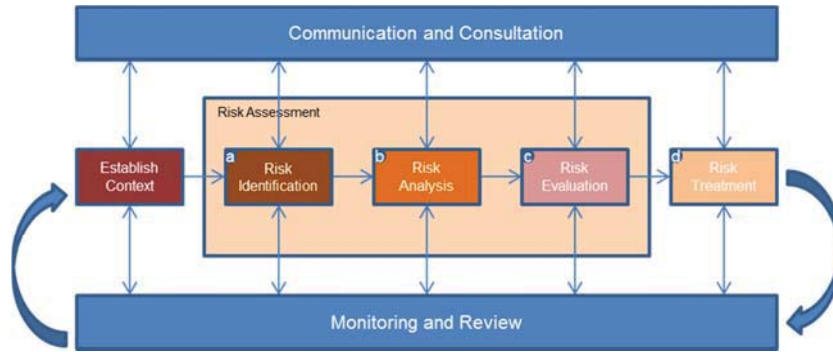 Communication and Consultation
Risk Assessment
Establish
Context
a
Risk
Identification
b
Risk
Analysis
c
Risk
Evaluation
d
Risk
Treatment
Monitoring and Review